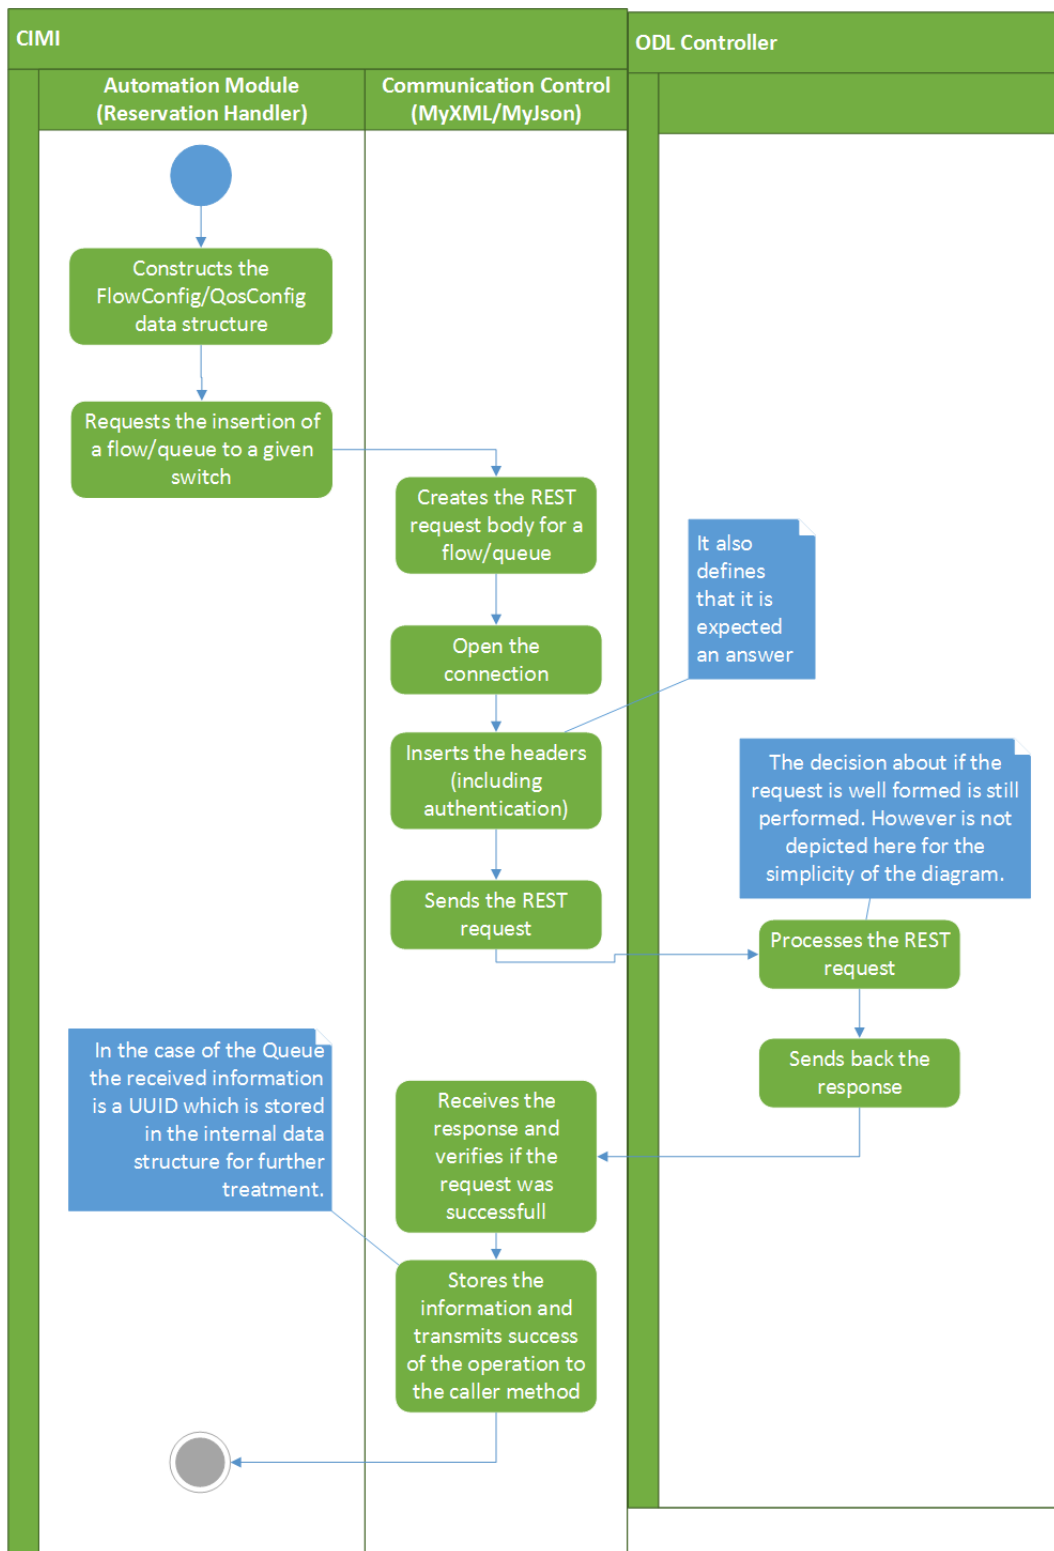 CIMI
ODL Controller
Automation Module
(Reservation Handler)
Communication Control
(MyXML/MyJson)
Constructs the
FlowConfig/QosConfig
data structure
Requests the insertion of
a flow/queue to a given
switch
Creates the REST
request body for a
flow/queue
It also
defines
that it is
expected
an answer
Open the
connection
Inserts the headers
(including
authentication)
The decision about if the
request is well formed is still
performed. However is not
depicted here for the
simplicity of the diagram.
Sends the REST
request
Processes the REST
request
Sends back the
response
In the case of the Queue
the received information
is a UUID which is stored
in the internal data
structure for further
treatment.
Receives the
response and
verifies if the
request was
successfull
Stores the
information and
transmits success
of the operation to
the caller method